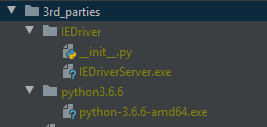 3rd_parties
IEDriver
__init__.py
IEDriverServer.exe
python3.6.6
python-3.6.6-amd64.exe